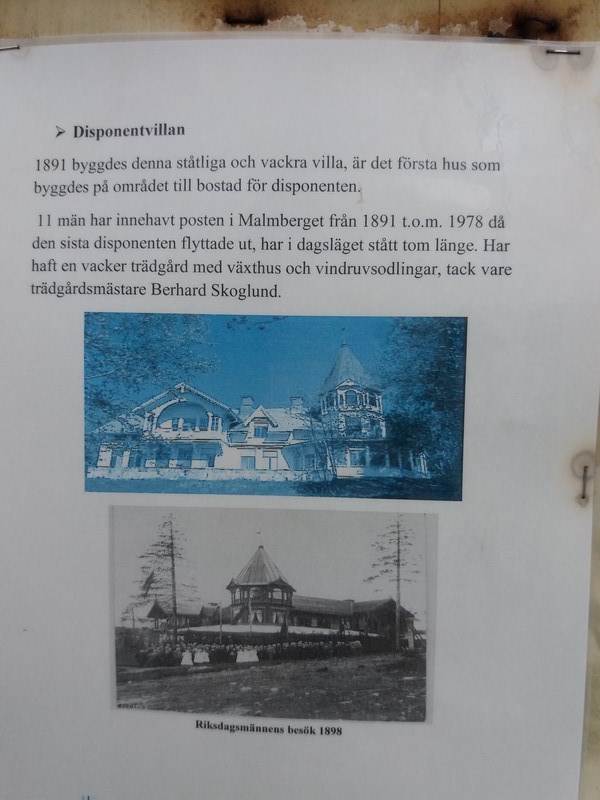 ➢ Disponentvillan
1891 byggdes denna ståtliga och vackra villa, är det första hus som
byggdes på området till bostad för disponenten.
11 män har innehavt posten i Malmberget från 1891 t.o.m. 1978 då
den sista disponenten flyttade ut, har i dagsläget stått tom länge. Har
haft en vacker trädgård med växthus och vindruvsodlingar, tack vare
trädgårdsmästare Berhard Skoglund.
Riksdagsmännens besök 1898